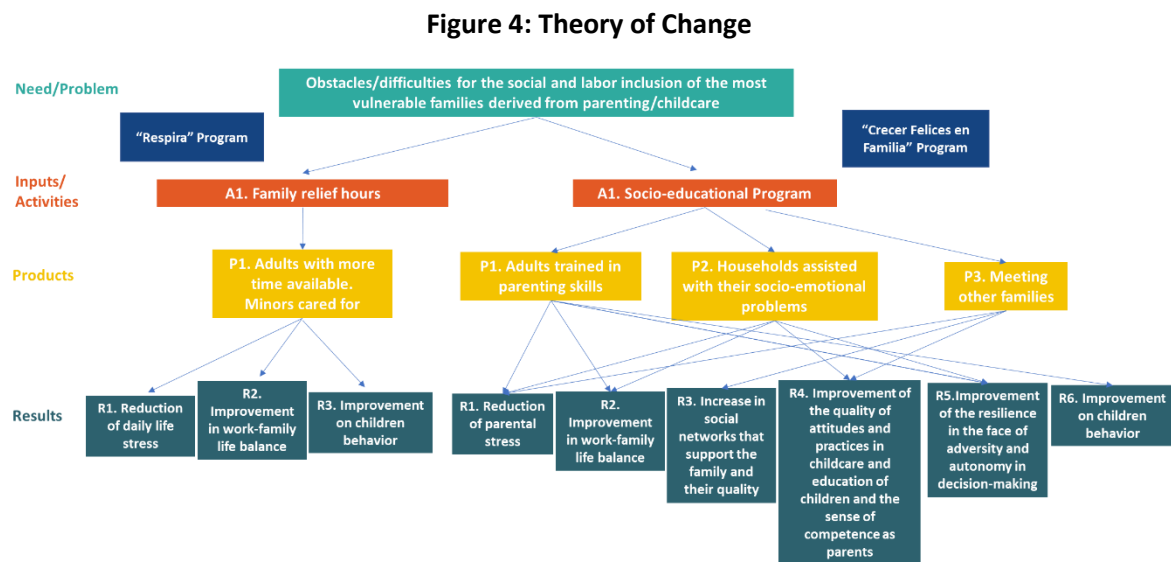 Figure 4: Theory of Change
Need/Problem
Obstacles/difficulties for the social and labor inclusion of the most
vulnerable families derived from parenting/childcare
“Respira” Program
“Crecer Felices en
Familia” Program
Inputs/
Activities
A1. Family relief hours
A1. Socio-educational Program
Products
P1. Adults with more
time available.
Minors cared for
P1. Adults trained in
parenting skills
P2. Households assisted
with their socio-emotional
problems
P3. Meeting
other families
Results
R1. Reduction
of daily life
stress
R2.
Improvement
in work-family
life balance
R3. Improvement
on children
behavior
R1. Reduction
of parental
stress
R2.
Improvement
in work-family
life balance
R3. Increase in
social
networks that
support the
family and
their quality
R4. Improvement of
the quality of
attitudes and
practices in
childcare and
education of
children and the
sense of
competence as
parents
R5.Improvement
of the resilience
in the face of
adversity and
autonomy in
decision-making
R6. Improvement
on children
behavior